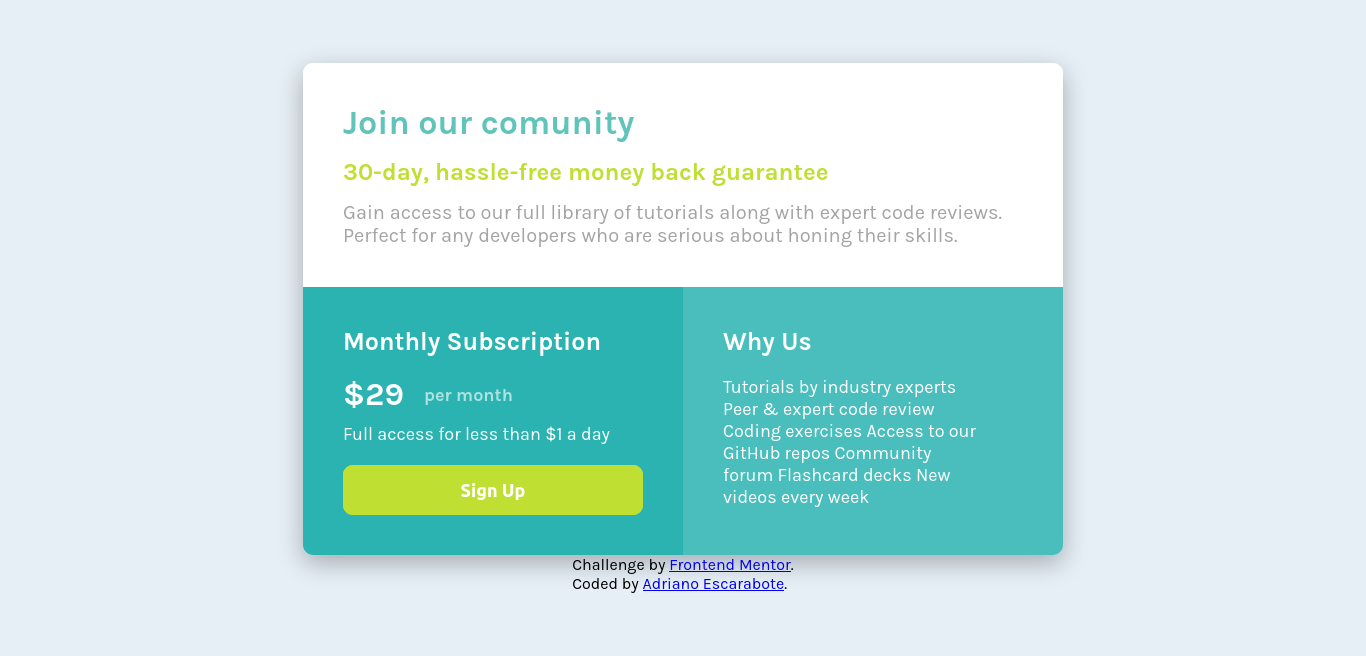 Join our comunity
30-day, hassle-free money back guarantee
Gain access to our full library of tutorials along with expert code reviews.
Perfect for any developers who are serious about honing their skills.
Monthly Subscription
$29 per month
Full access for less than $1 a day
Sign Up
Why Us
Tutorials by industry experts
Peer & expert code review
Coding exercises Access to our
GitHub repos Community
forum Flashcard decks New
videos every week
Challenge by Frontend Mentor.
Coded by Adriano Escarabote.